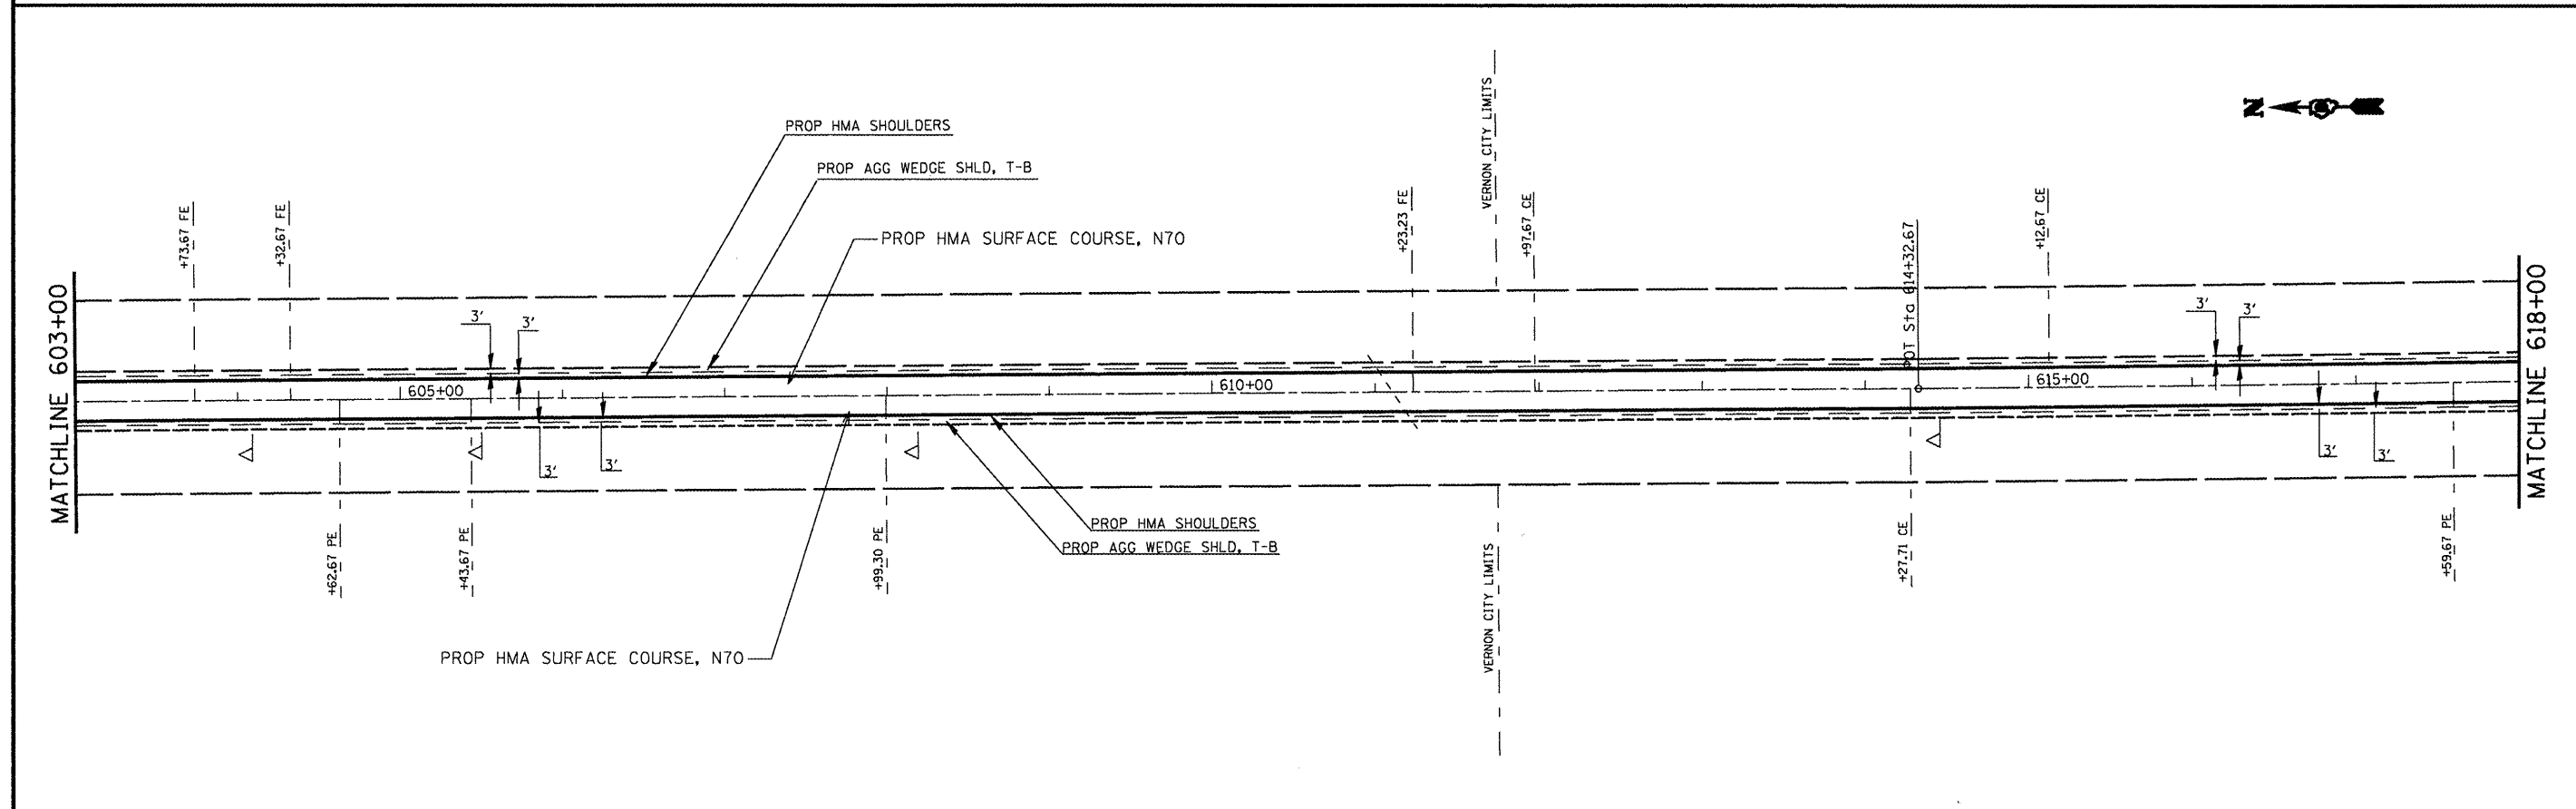 PROP HMA SHOULDERS
PROP AGG WEDGE SHLD, T-B
PROP HMA SURFACE COURSE, N70
VERNON CITY LIMITS
N
+73.67 FE
+32.67 FE
+23.23 FE
+97.67 CE
POT Sta 614+32.67
+12.67 CE
MATCHLINE 603+00
3'
3'
3'
3'
605+00
610+00
615+00
MATCHLINE 618+00
3'
3'
3'
3'
+62.67 PE
+43.67 PE
+99.30 PE
PROP HMA SHOULDERS
PROP AGG WEDGE SHLD, T-B
VERNON CITY LIMITS
+27.71 CE
+59.67 PE
PROP HMA SURFACE COURSE, N70